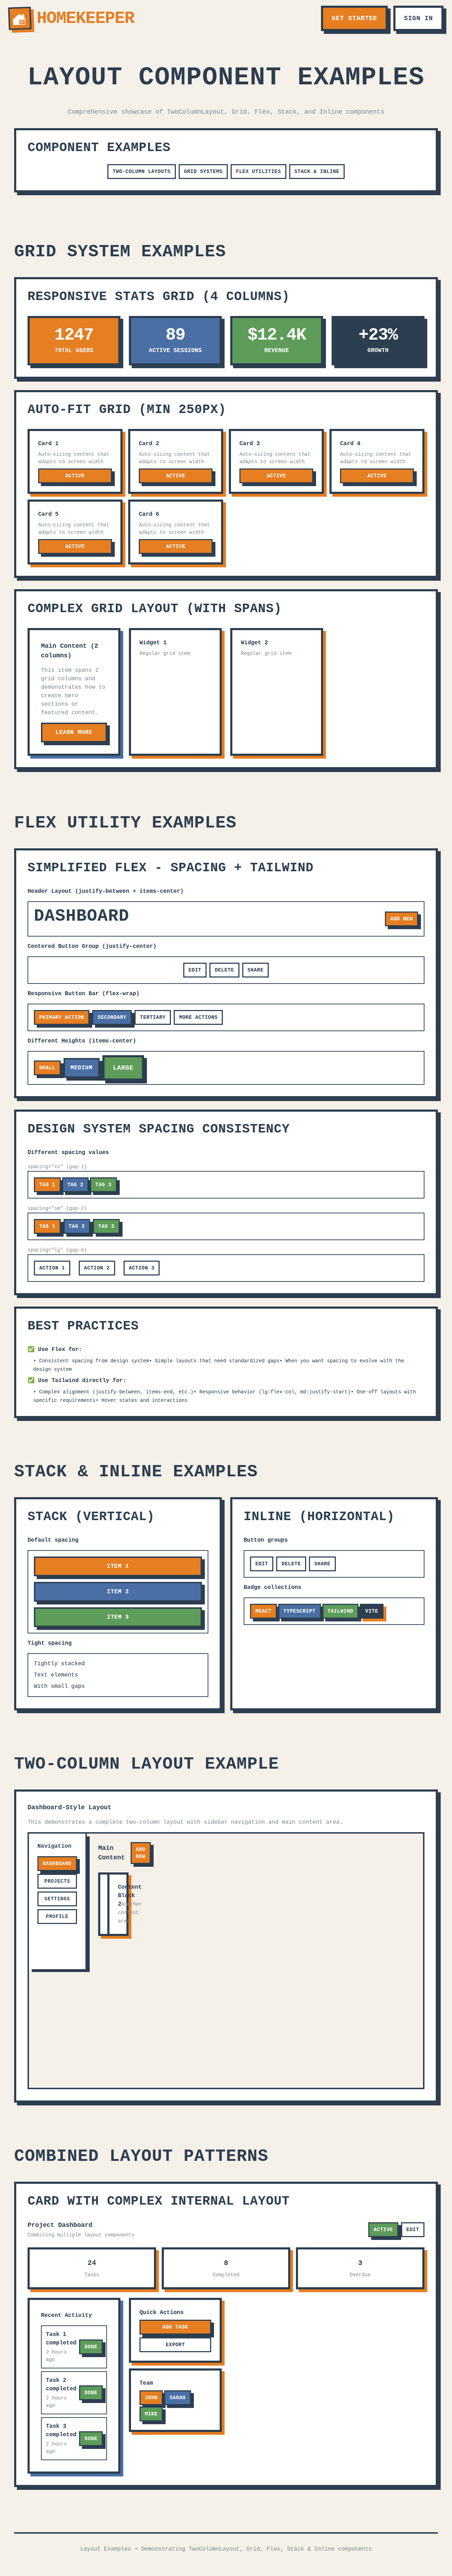 HOMEKEEPER
GET STARTED
SIGN IN
LAYOUT COMPONENT EXAMPLES
Comprehensive showcase of TwoColumnLayout, Grid, Flex, Stack, and Inline components
COMPONENT EXAMPLES
TWO-COLUMN LAYOUTS
GRID SYSTEMS
FLEX UTILITIES
STACK & INLINE
GRID SYSTEM EXAMPLES
RESPONSIVE STATS GRID (4 COLUMNS)
1247
TOTAL USERS
89
ACTIVE SESSIONS
$12.4K
REVENUE
+23%
GROWTH
AUTO-FIT GRID (MIN 250PX)
Card 1
Auto-sizing content that
adapts to screen width
ACTIVE
Card 2
Auto-sizing content that
adapts to screen width
ACTIVE
Card 3
Auto-sizing content that
adapts to screen width
ACTIVE
Card 4
Auto-sizing content that
adapts to screen width
ACTIVE
Card 5
Auto-sizing content that
adapts to screen width
ACTIVE
Card 6
Auto-sizing content that
adapts to screen width
ACTIVE
COMPLEX GRID LAYOUT (WITH SPANS)
Main Content (2
columns)
This item spans 2
grid columns and
demonstrates how to
create hero
sections or
featured content.
LEARN MORE
Widget 1
Regular grid item
Widget 2
Regular grid item
FLEX UTILITY EXAMPLES
SIMPLIFIED FLEX - SPACING + TAILWIND
Header Layout (justify-between + items-center)
DASHBOARD
ADD NEW
Centered Button Group (justify-center)
EDIT
DELETE
SHARE
Responsive Button Bar (flex-wrap)
PRIMARY ACTION
SECONDARY
TERTIARY
MORE ACTIONS
Different Heights (items-center)
SMALL
MEDIUM
LARGE
DESIGN SYSTEM SPACING CONSISTENCY
Different spacing values
spacing="xs" (gap-1)
TAG 1
TAG 2
TAG 3
spacing="sm" (gap-2)
TAG 1
TAG 2
TAG 3
spacing="lg" (gap-6)
ACTION 1
ACTION 2
ACTION 3
BEST PRACTICES
✅ Use Flex for:
• Consistent spacing from design system• Simple layouts that need standardized gaps• When you want spacing to evolve with the
design system
✅ Use Tailwind directly for:
• Complex alignment (justify-between, items-end, etc.)• Responsive behavior (lg:flex-col, md:justify-start)• One-off layouts with
specific requirements• Hover states and interactions
STACK & INLINE EXAMPLES
STACK (VERTICAL)
Default spacing
ITEM 1
ITEM 2
ITEM 3
Tight spacing
Tightly stacked
Text elements
With small gaps
INLINE (HORIZONTAL)
Button groups
EDIT
DELETE
SHARE
Badge collections
REACT
TYPESCRIPT
TAILWIND
VITE
TWO-COLUMN LAYOUT EXAMPLE
Dashboard-Style Layout
This demonstrates a complete two-column layout with sidebar navigation and main content area.
Navigation
DASHBOARD
PROJECTS
SETTINGS
PROFILE
Main
Content
ADD
NEW
Content
Block
2Another
content
area
COMBINED LAYOUT PATTERNS
CARD WITH COMPLEX INTERNAL LAYOUT
Project Dashboard
Combining multiple layout components
ACTIVE
EDIT
24
Tasks
8
Completed
3
Overdue
Recent Activity
Task 1
completed
2 hours
ago
DONE
Task 2
completed
2 hours
ago
DONE
Task 3
completed
2 hours
ago
DONE
Quick Actions
ADD TASK
EXPORT
Team
JOHN
SARAH
MIKE
Layout Examples • Demonstrating TwoColumnLayout, Grid, Flex, Stack & Inline components